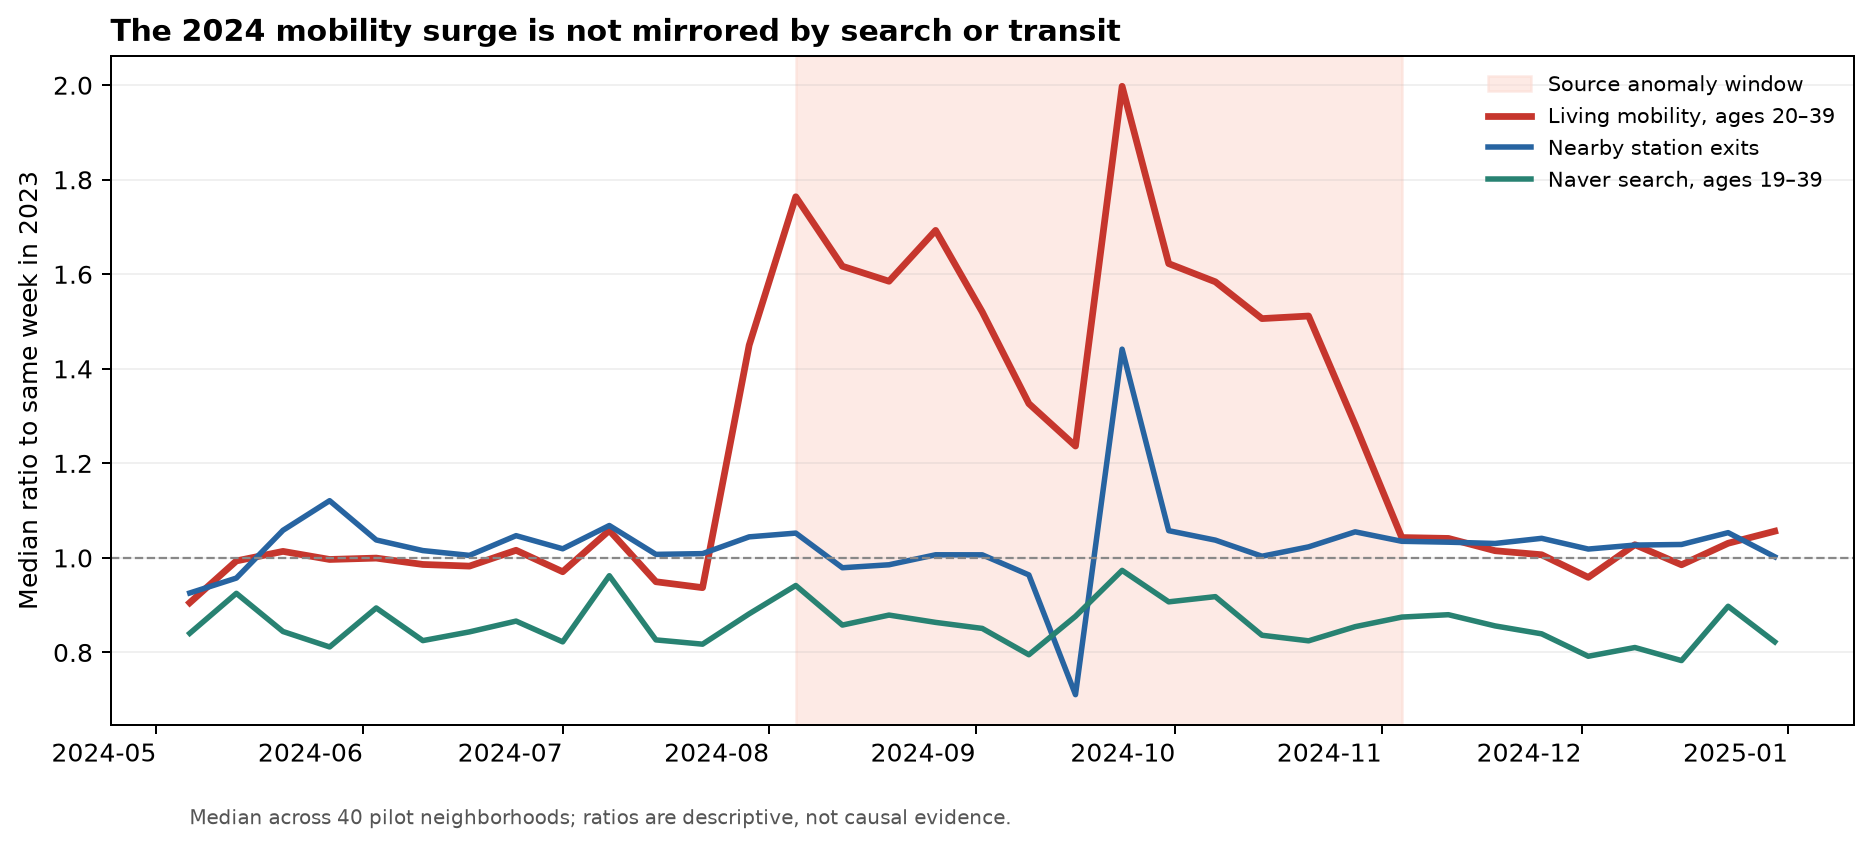 The 2024 mobility surge is not mirrored by search or transit
Median ratio to same week in 2023
2.0
1.8
1.6
1.4
1.2
1.0
0.8
Source anomaly window
Living mobility, ages 20–39
Nearby station exits
Naver search, ages 19–39
2024-05
2024-06
2024-07
2024-08
2024-09
2024-10
2024-11
2024-12
2025-01
Median across 40 pilot neighborhoods; ratios are descriptive, not causal evidence.